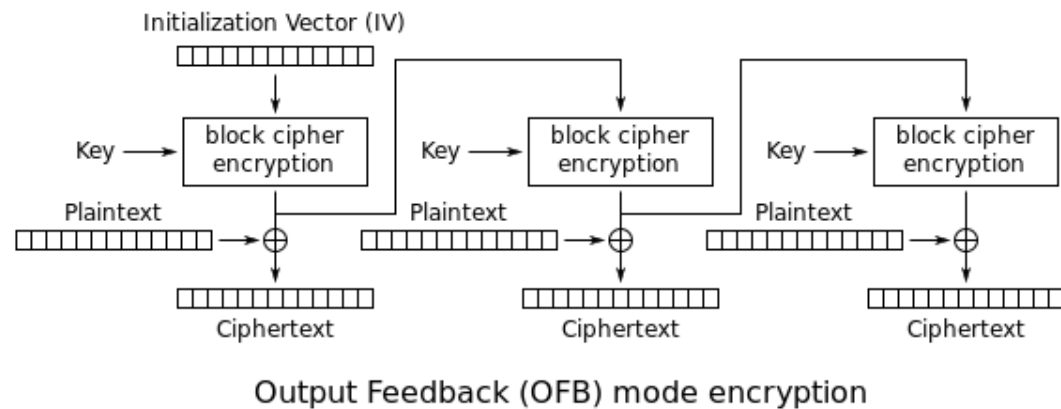 Initialization Vector (IV)
block cipher
encryption
Key
Plaintext
Ciphertext
block cipher
encryption
Key
Plaintext
Ciphertext
block cipher
encryption
Key
Plaintext
Ciphertext
Output Feedback (OFB) mode encryption